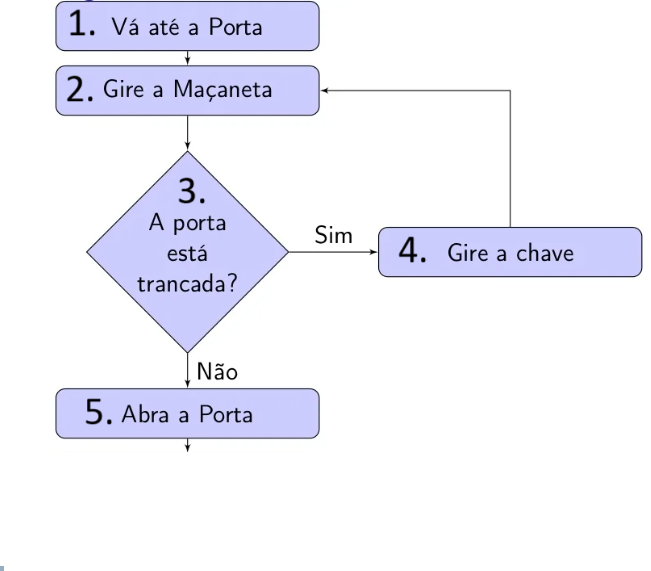 1. Vá até a Porta
2. Gire a Maçaneta
3.
A porta
está
trancada?
Sim
4. Gire a chave
Não
5. Abra a Porta